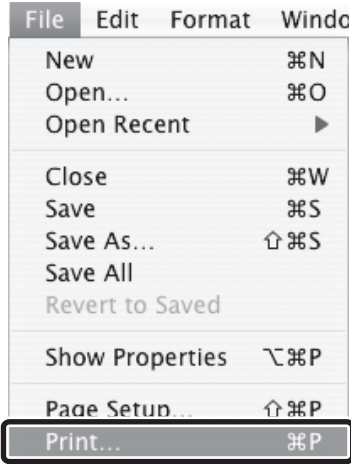 File Edit Format Windo
New ⌘N
Open... ⌘O
Open Recent ▶
Close ⌘W
Save ⌘S
Save As... ⇧⌘S
Save All
Revert to Saved
Show Properties ⌥⌘P
Page Setup... ⇧⌘P
Print... ⌘P